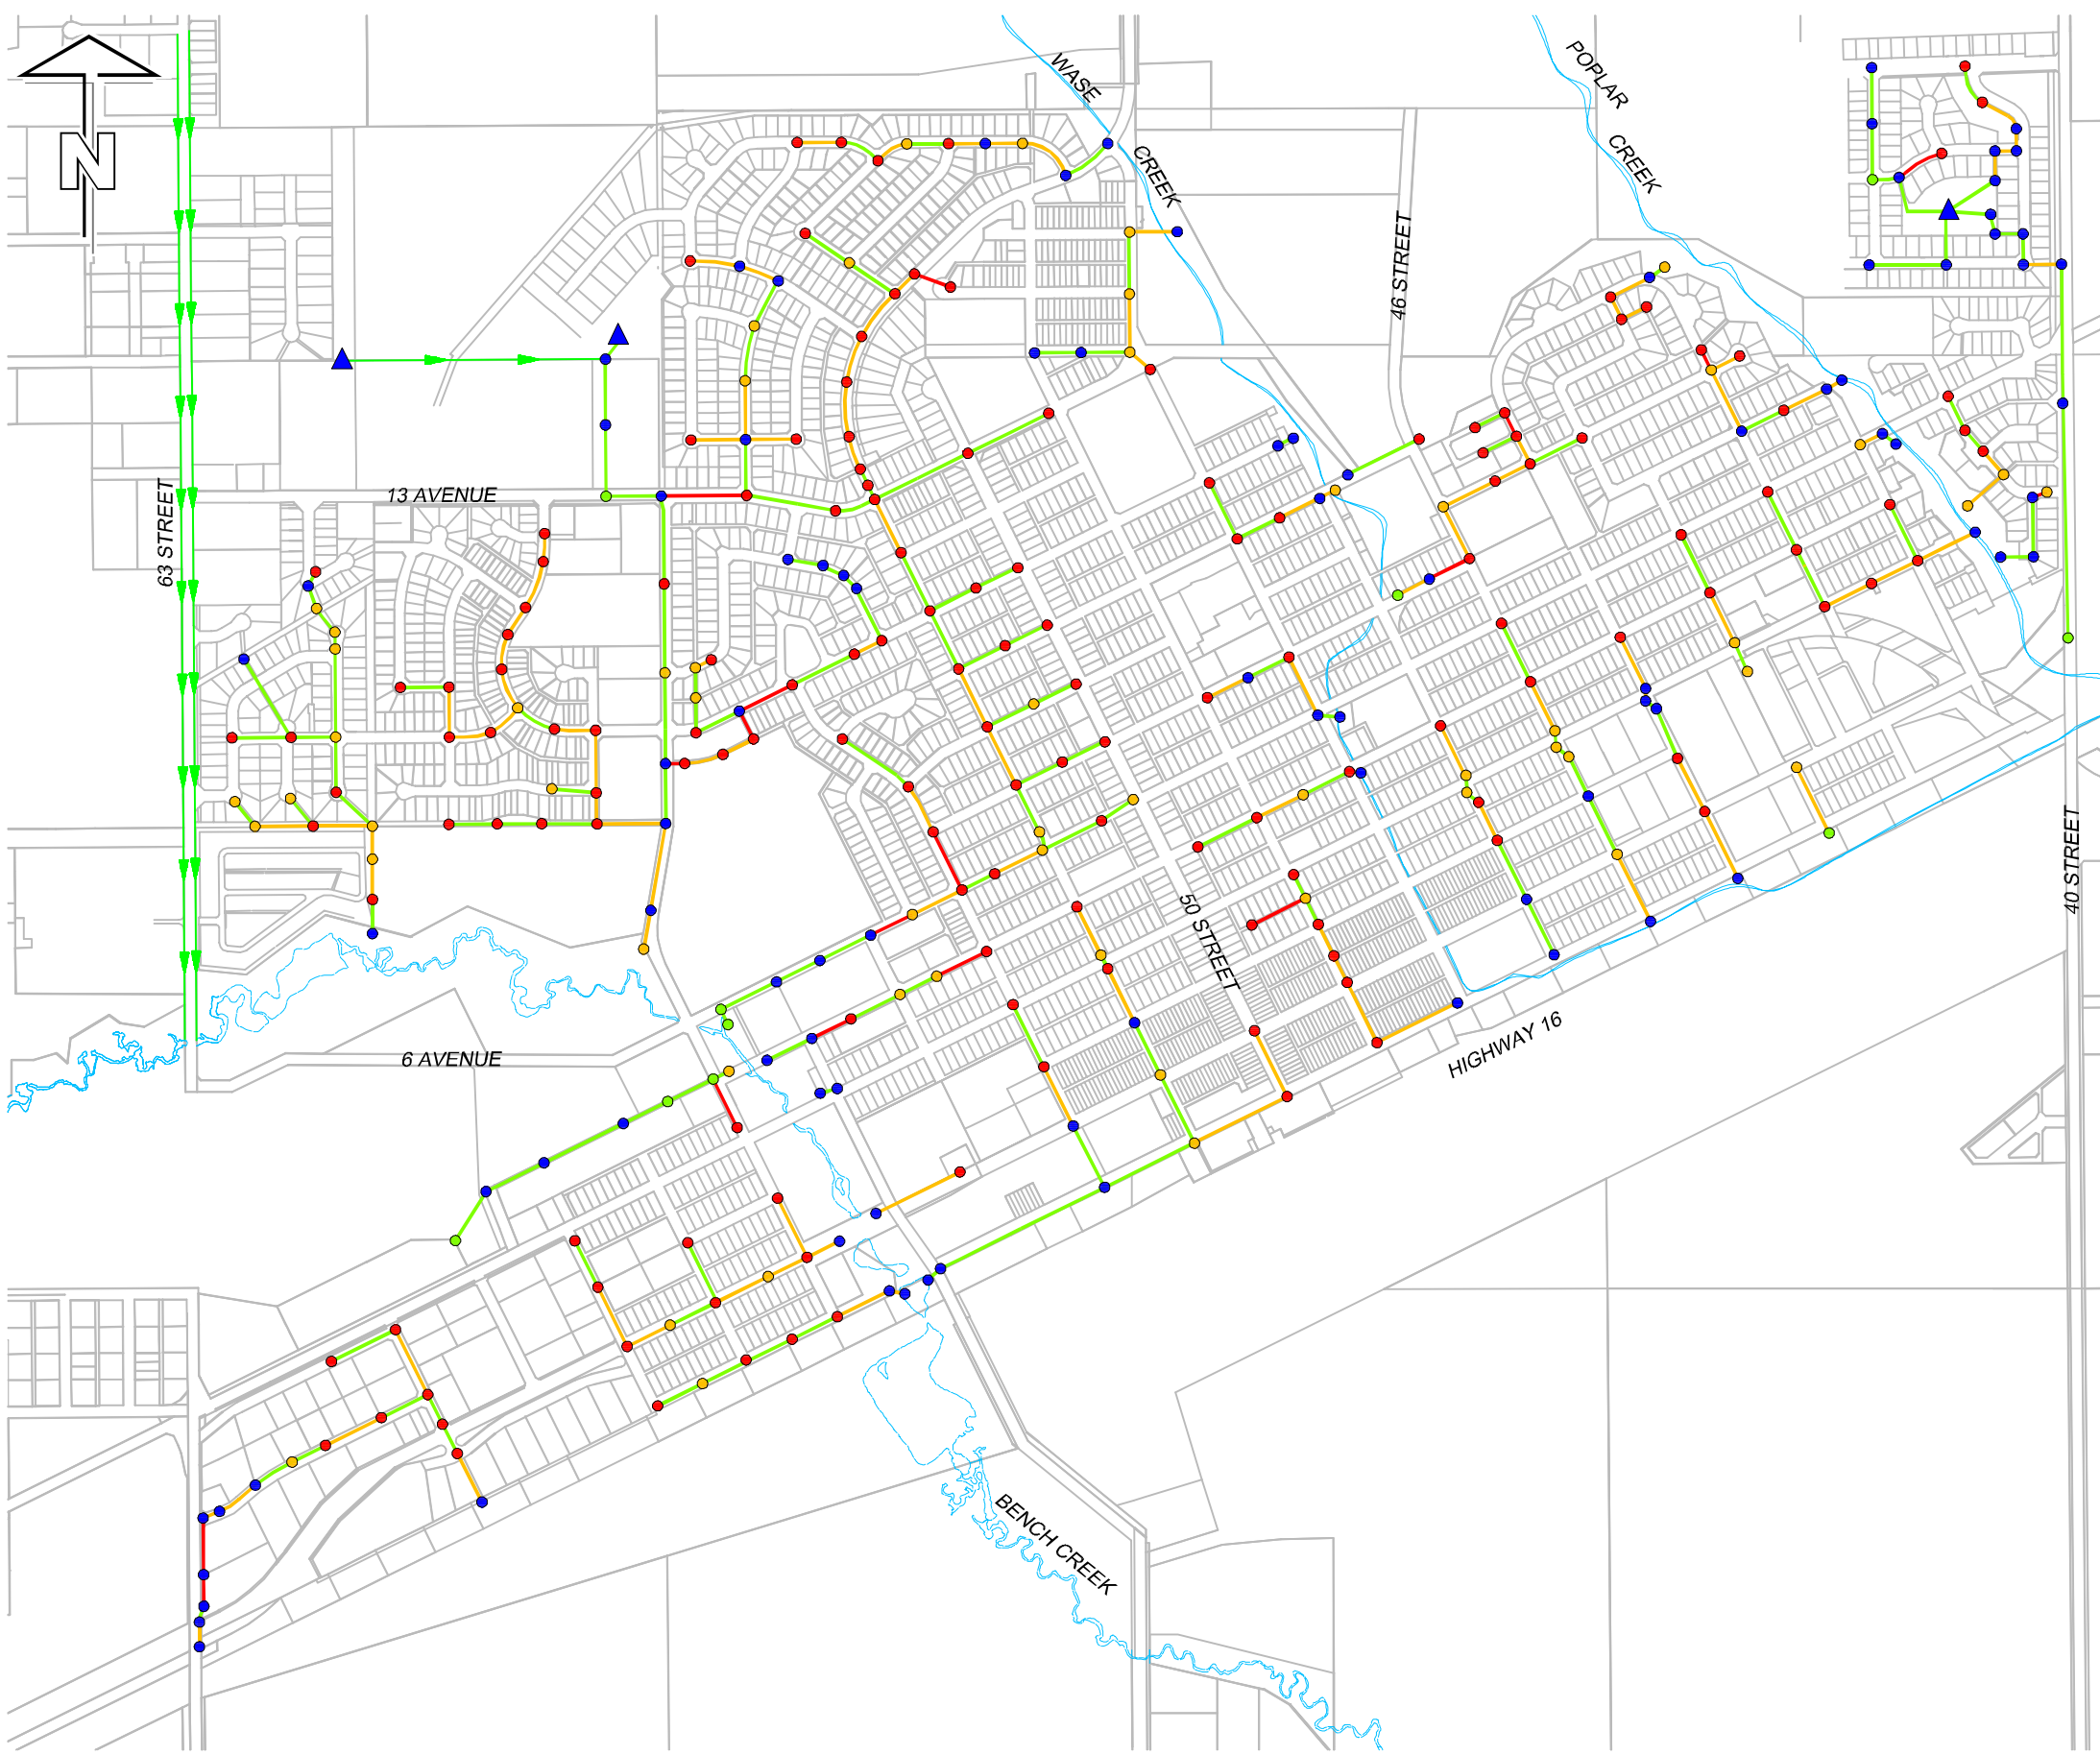 N
WASE
CREEK
POPLAR
CREEK
46 STREET
13 AVENUE
63 STREET
50 STREET
40 STREET
6 AVENUE
HIGHWAY 16
BENCH CREEK